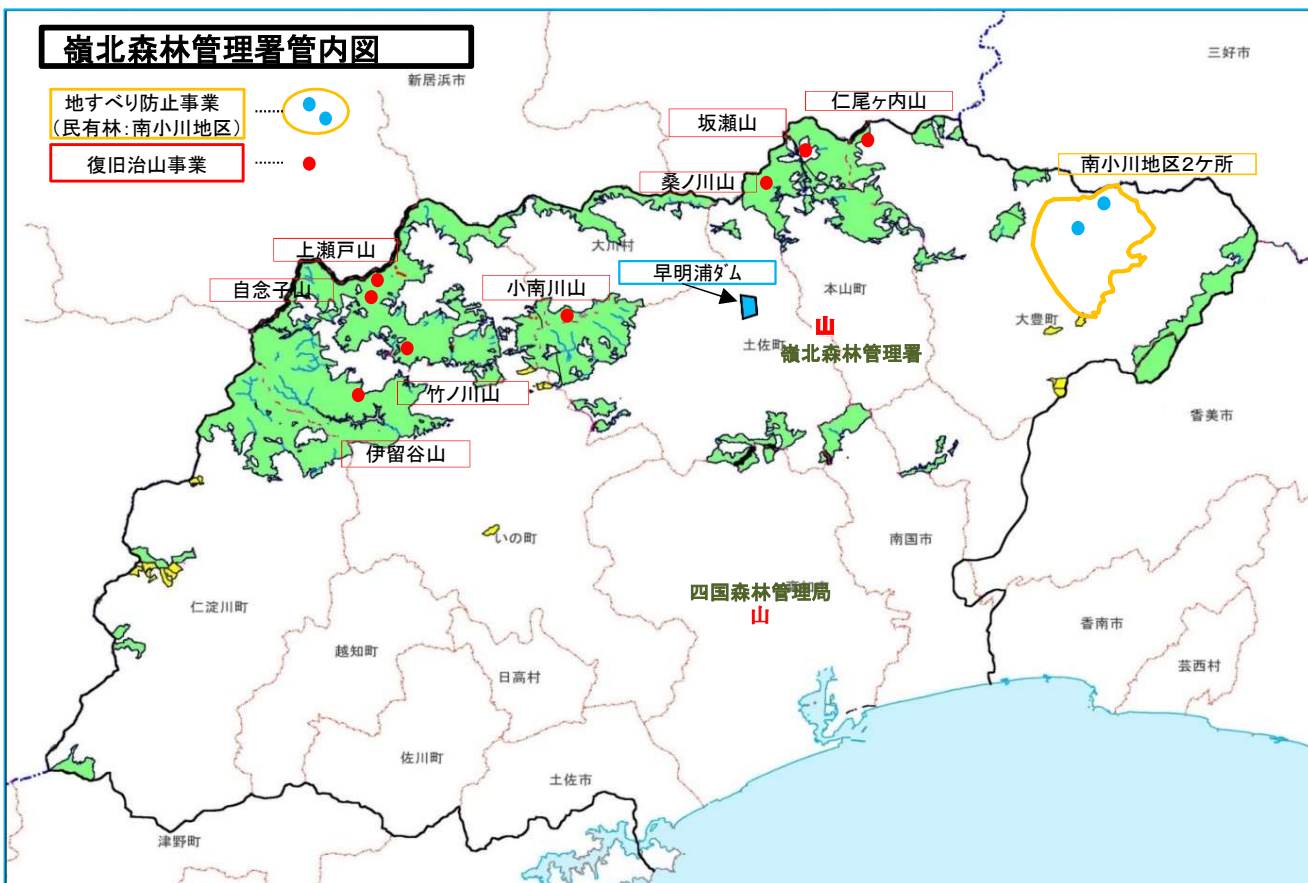 嶺北森林管理署管内図
新居浜市
三好市
地すべり防止事業
(民有林:南小川地区)
復旧治山事業
仁尾ヶ内山
坂瀬山
桑ノ川山
南小川地区2ケ所
上瀬戸山
大川村
自念子山
小南川山
早明浦ダム
本山町
大豊町
山
土佐町
嶺北森林管理署
竹ノ川山
伊留谷山
香美市
いの町
南国市
四国森林管理局
山
仁淀川町
越知町
日高村
香南市
芸西村
佐川町
土佐市
津野町